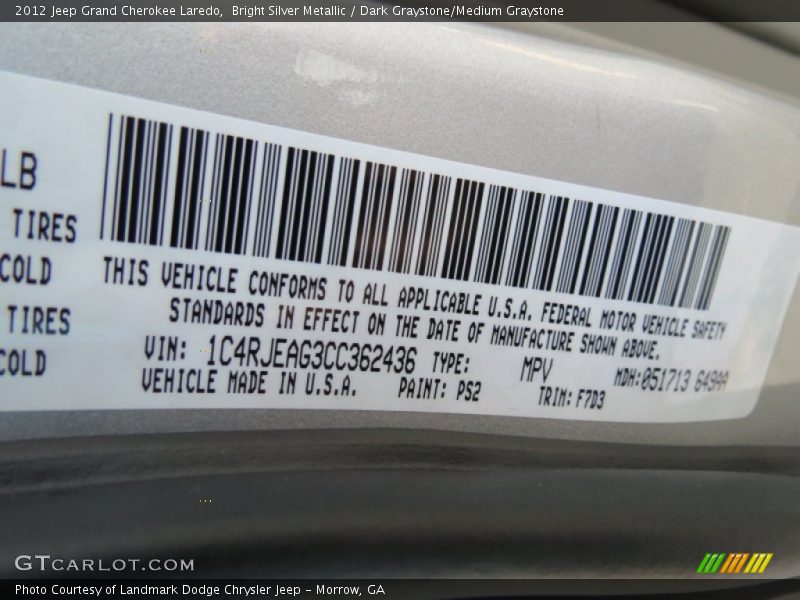 2012 Jeep Grand Cherokee Laredo, Bright Silver Metallic / Dark Graystone/Medium Graystone
LB
TIRES
COLD
TIRES
COLD
THIS VEHICLE CONFORMS TO ALL APPLICABLE U.S.A. FEDERAL MOTOR VEHICLE SAFETY
STANDARDS IN EFFECT ON THE DATE OF MANUFACTURE SHOWN ABOVE.
VIN: 1C4RJEAG3CC362436 TYPE: MPV MDH:051713 649AA
VEHICLE MADE IN U.S.A. PAINT: PS2 TRIM: F7D3
GTCARLOT.COM
Photo Courtesy of Landmark Dodge Chrysler Jeep – Morrow, GA